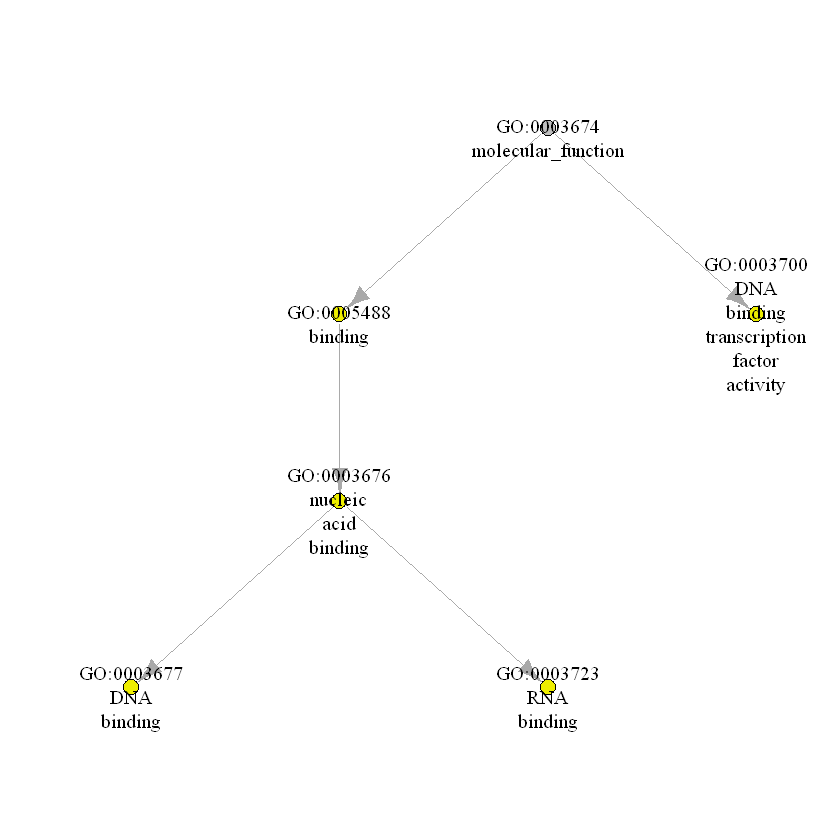 GO:0003674
molecular_function
GO:0003700
DNA
binding
transcription
factor
activity
GO:0005488
binding
GO:0003676
nucleic
acid
binding
GO:0003677
DNA
binding
GO:0003723
RNA
binding